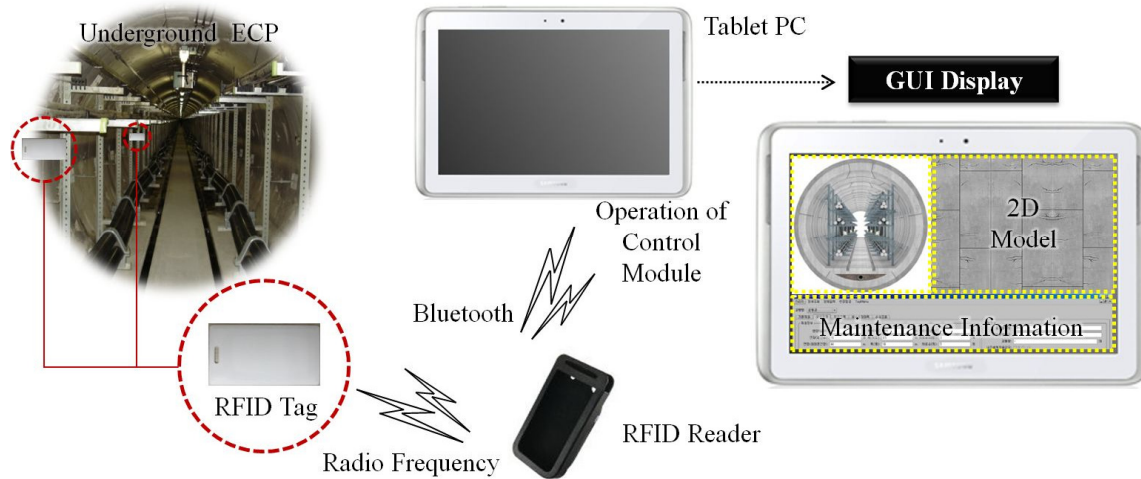 Underground ECP
Tablet PC
GUI Display
Operation of
Control
Module
2D
Model
Bluetooth
Maintenance Information
RFID Tag
RFID Reader
Radio Frequency